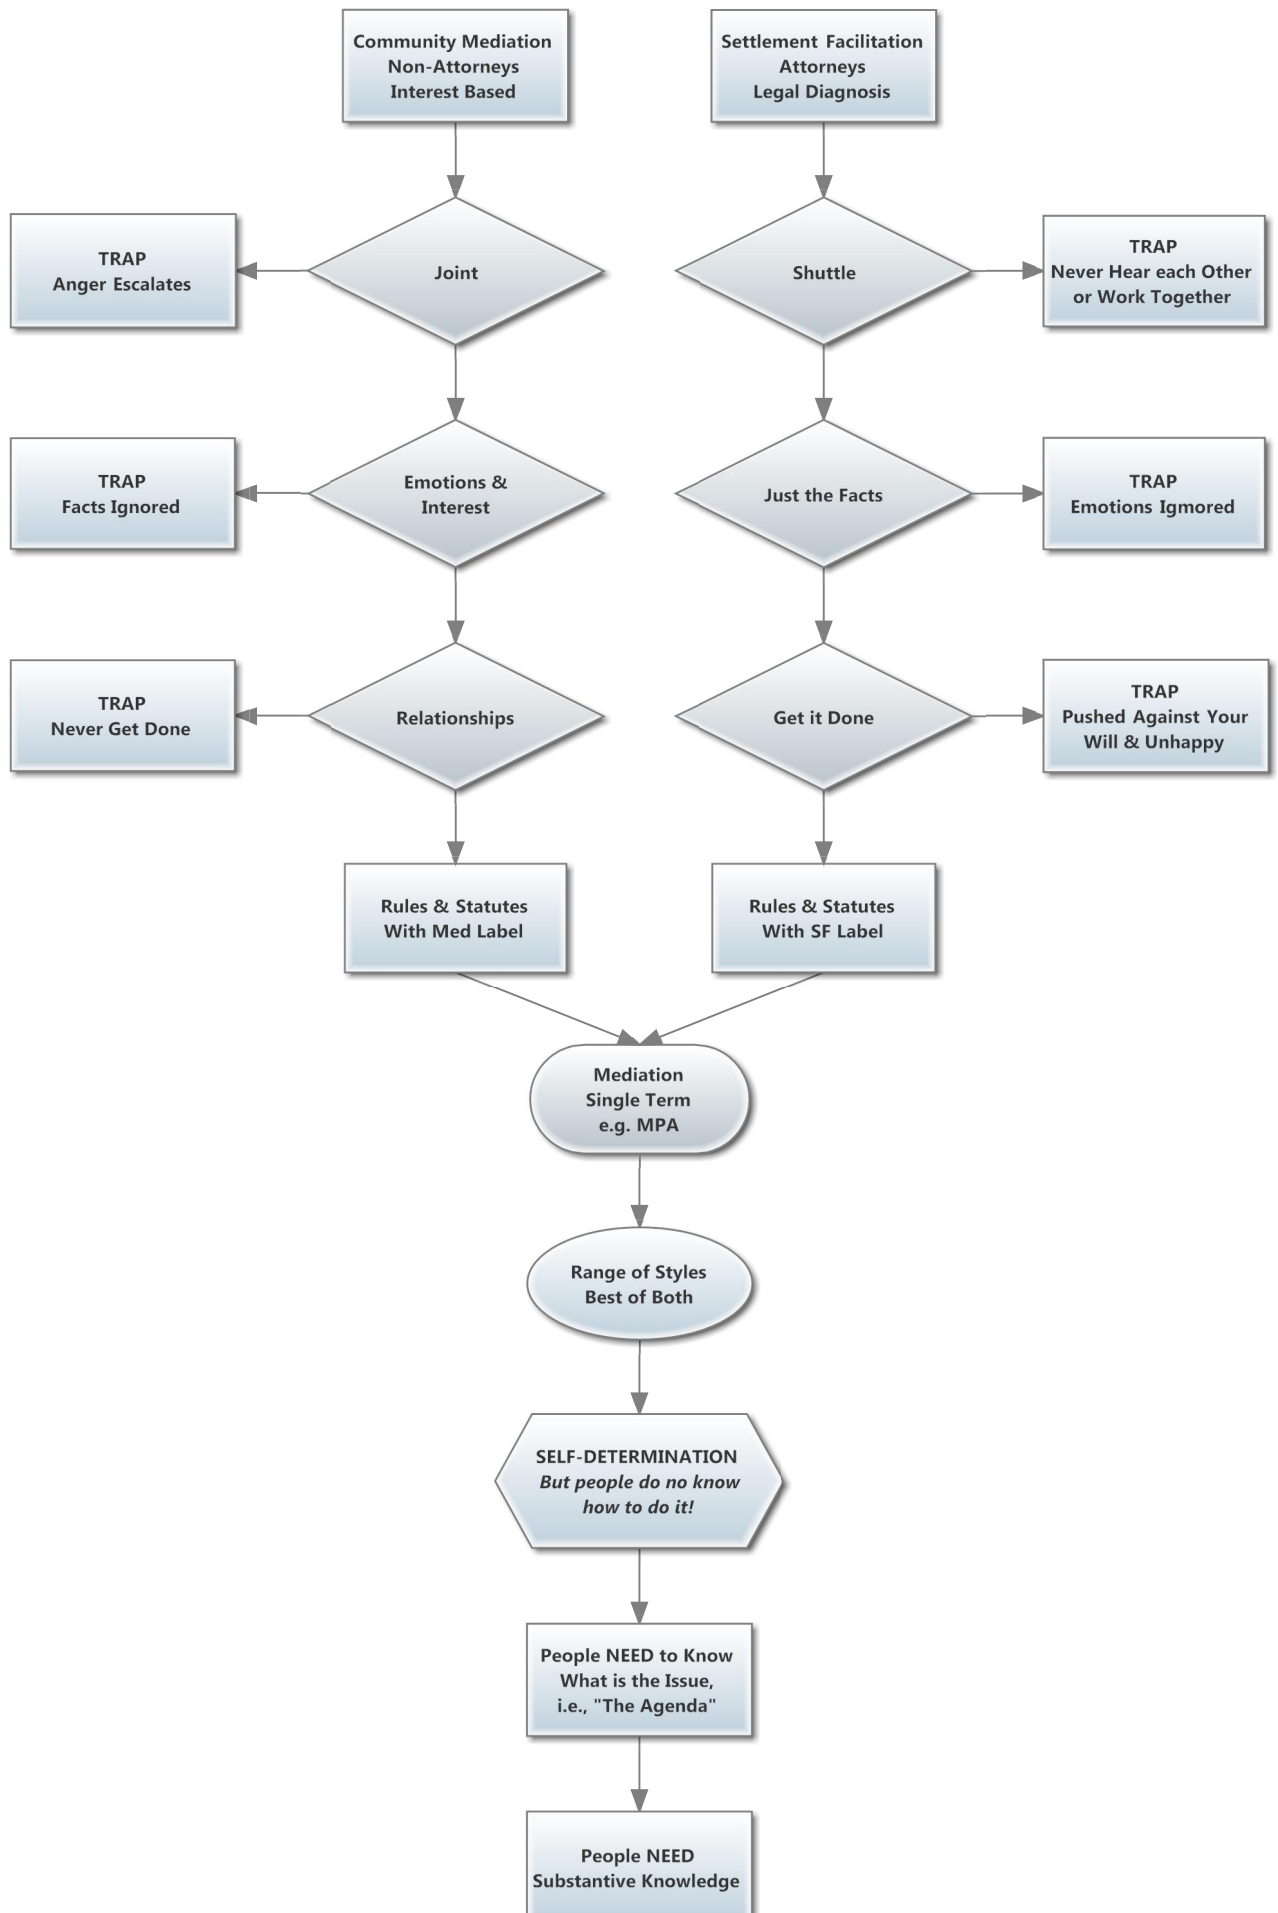 Community Mediation
Non-Attorneys
Interest Based
Settlement Facilitation
Attorneys
Legal Diagnosis
TRAP
Anger Escalates
Joint
Shuttle
TRAP
Never Hear each Other
or Work Together
TRAP
Facts Ignored
Emotions &
Interest
Just the Facts
TRAP
Emotions Igmored
TRAP
Never Get Done
Relationships
Get it Done
TRAP
Pushed Against Your
Will & Unhappy
Rules & Statutes
With Med Label
Rules & Statutes
With SF Label
Mediation
Single Term
e.g. MPA
Range of Styles
Best of Both
SELF-DETERMINATION
But people do no know
how to do it!
People NEED to Know
What is the Issue,
i.e., "The Agenda"
People NEED
Substantive Knowledge